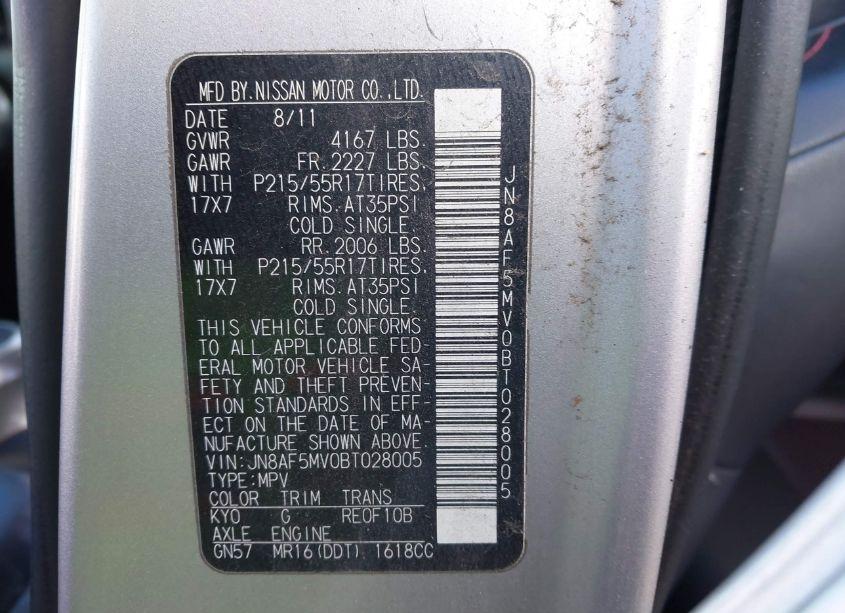 MFD BY.NISSAN MOTOR CO.,LTD.
DATE 8/11
GVWR 4167 LBS.
GAWR FR.2227 LBS.
WITH P215/55R17TIRES,
17X7 RIMS.AT35PSI
COLD SINGLE.
GAWR RR.2006 LBS.
WITH P215/55R17TIRES,
17X7 RIMS.AT35PSI
COLD SINGLE.
THIS VEHICLE CONFORMS
TO ALL APPLICABLE FED-
ERAL MOTOR VEHICLE SA-
FETY AND THEFT PREVEN-
TION STANDARDS IN EFF-
ECT ON THE DATE OF MA-
NUFACTURE SHOWN ABOVE.
VIN:JN8AF5MV0BT028005
TYPE:MPV
COLOR TRIM TRANS
KYO G RE0F10B
AXLE ENGINE
GN57 MR16(DDT). 1618CC
JN8AF5MV0BT028005